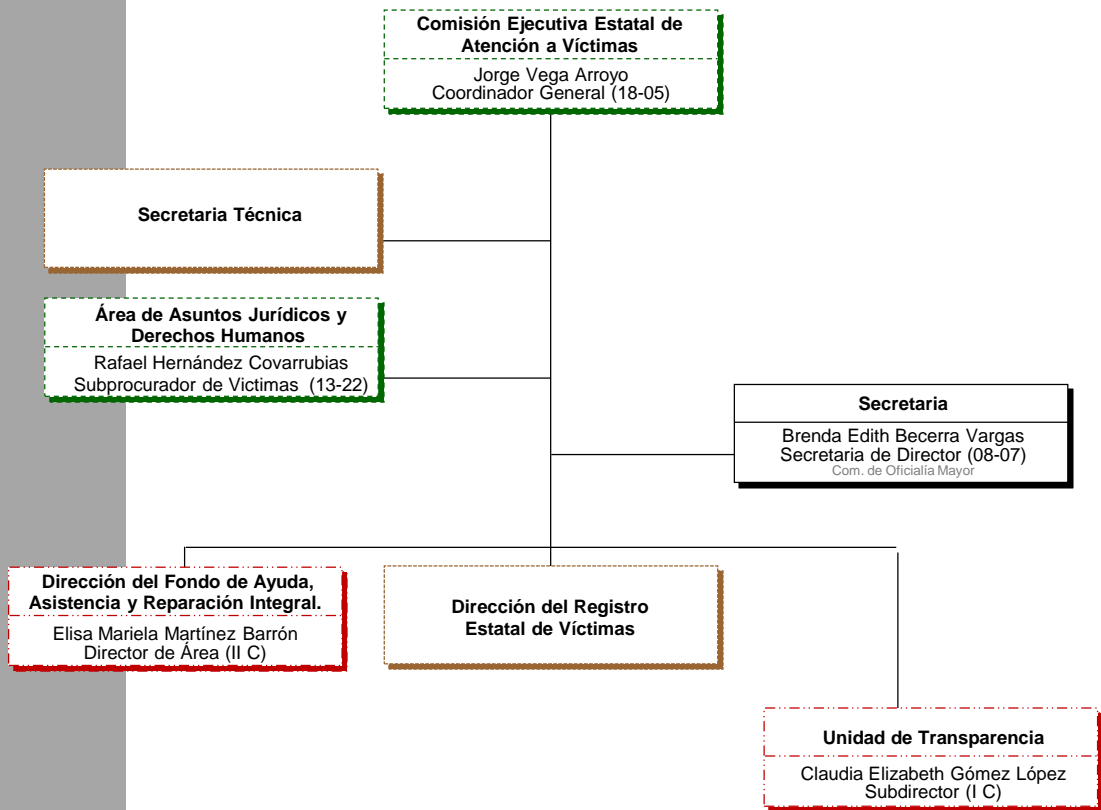 Comisión Ejecutiva Estatal de
Atención a Víctimas
Jorge Vega Arroyo
Coordinador General (18-05)
Secretaria Técnica
Área de Asuntos Jurídicos y
Derechos Humanos
Rafael Hernández Covarrubias
Subprocurador de Victimas (13-22)
Secretaria
Brenda Edith Becerra Vargas
Secretaria de Director (08-07)
Com. de Oficialía Mayor
Dirección del Fondo de Ayuda,
Asistencia y Reparación Integral.
Elisa Mariela Martínez Barrón
Director de Área (II C)
Dirección del Registro
Estatal de Víctimas
Unidad de Transparencia
Claudia Elizabeth Gómez López
Subdirector (I C)